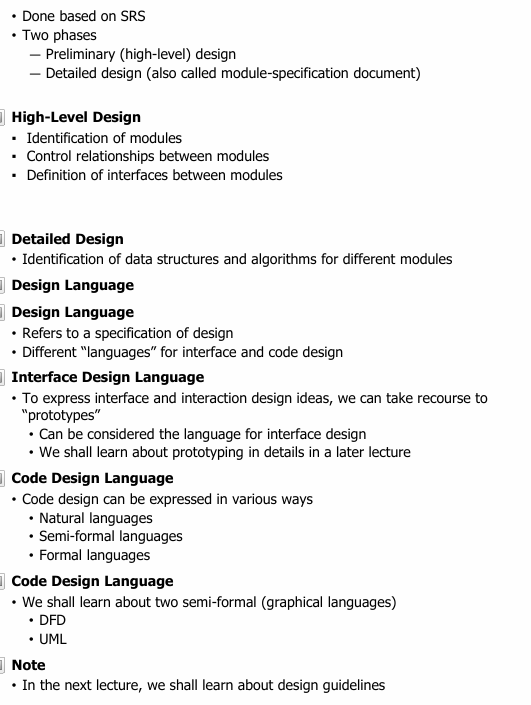 • Done based on SRS
• Two phases
— Preliminary (high-level) design
— Detailed design (also called module-specification document)
High-Level Design
▪ Identification of modules
▪ Control relationships between modules
▪ Definition of interfaces between modules
Detailed Design
• Identification of data structures and algorithms for different modules
Design Language
Design Language
• Refers to a specification of design
• Different “languages” for interface and code design
Interface Design Language
• To express interface and interaction design ideas, we can take recourse to
“prototypes”
• Can be considered the language for interface design
• We shall learn about prototyping in details in a later lecture
Code Design Language
• Code design can be expressed in various ways
• Natural languages
• Semi-formal languages
• Formal languages
Code Design Language
• We shall learn about two semi-formal (graphical languages)
• DFD
• UML
Note
• In the next lecture, we shall learn about design guidelines